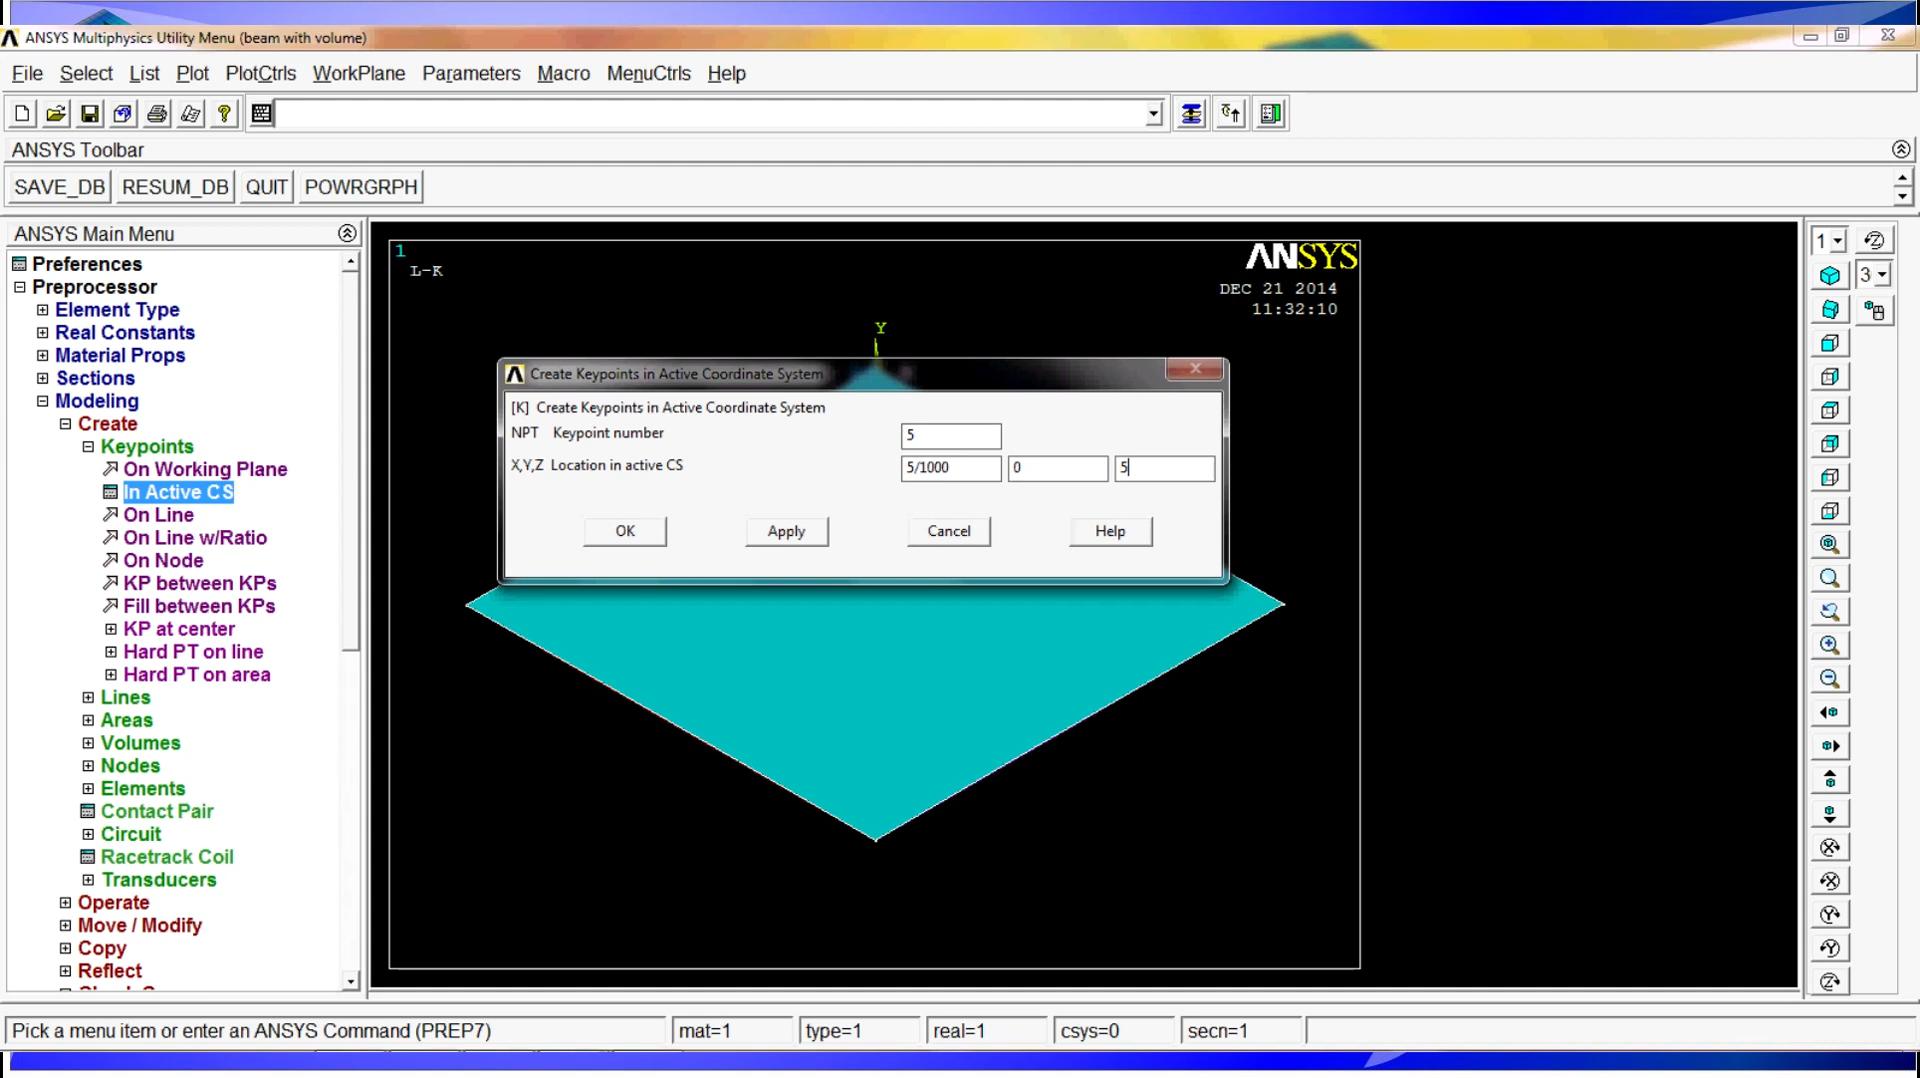 ANSYS Multiphysics Utility Menu (beam with volume)
File Select List Plot PlotCtrls WorkPlane Parameters Macro MenuCtrls Help
ANSYS Toolbar
SAVE_DB RESUM_DB QUIT POWRGRPH
ANSYS Main Menu
Preferences
Preprocessor
Element Type
Real Constants
Material Props
Sections
Modeling
Create
Keypoints
On Working Plane
In Active CS
On Line
On Line w/Ratio
On Node
KP between KPs
Fill between KPs
KP at center
Hard PT on line
Hard PT on area
Lines
Areas
Volumes
Nodes
Elements
Contact Pair
Circuit
Racetrack Coil
Transducers
Operate
Move / Modify
Copy
Reflect
1
L-K
ANSYS
DEC 21 2014
11:32:10
Y
Create Keypoints in Active Coordinate System
[K] Create Keypoints in Active Coordinate System
NPT Keypoint number 5
X,Y,Z Location in active CS 5/1000 0 5
OK Apply Cancel Help
1
3
Pick a menu item or enter an ANSYS Command (PREP7) mat=1 type=1 real=1 csys=0 secn=1